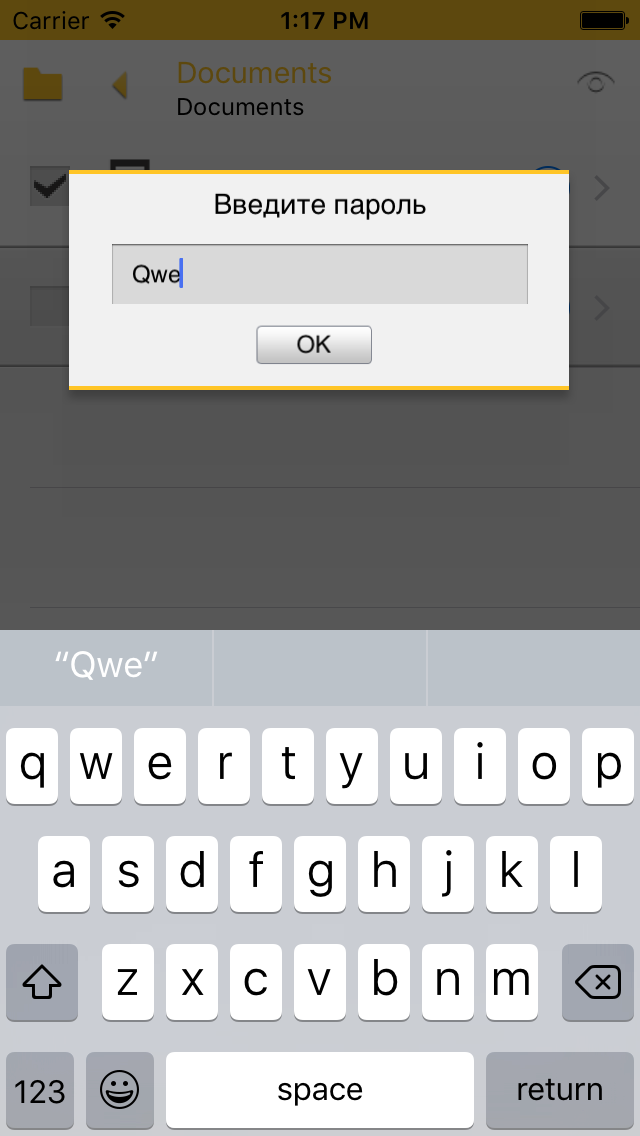 Carrier 1:17 PM
Documents
Documents
Введите пароль
Qwe
OK
“Qwe”
q w e r t y u i o p
a s d f g h j k l
z x c v b n m
123 space return